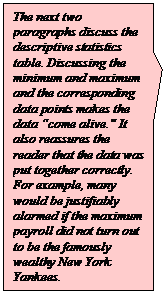 The next two
paragraphs discuss the
descriptive statistics
table. Discussing the
minimum and maximum
and the corresponding
data points makes the
data "come alive." It
also reassures the
reader that the data was
put together correctly.
For example, many
would be justifiably
alarmed if the maximum
payroll did not turn out
to be the famously
wealthy New York
Yankees.